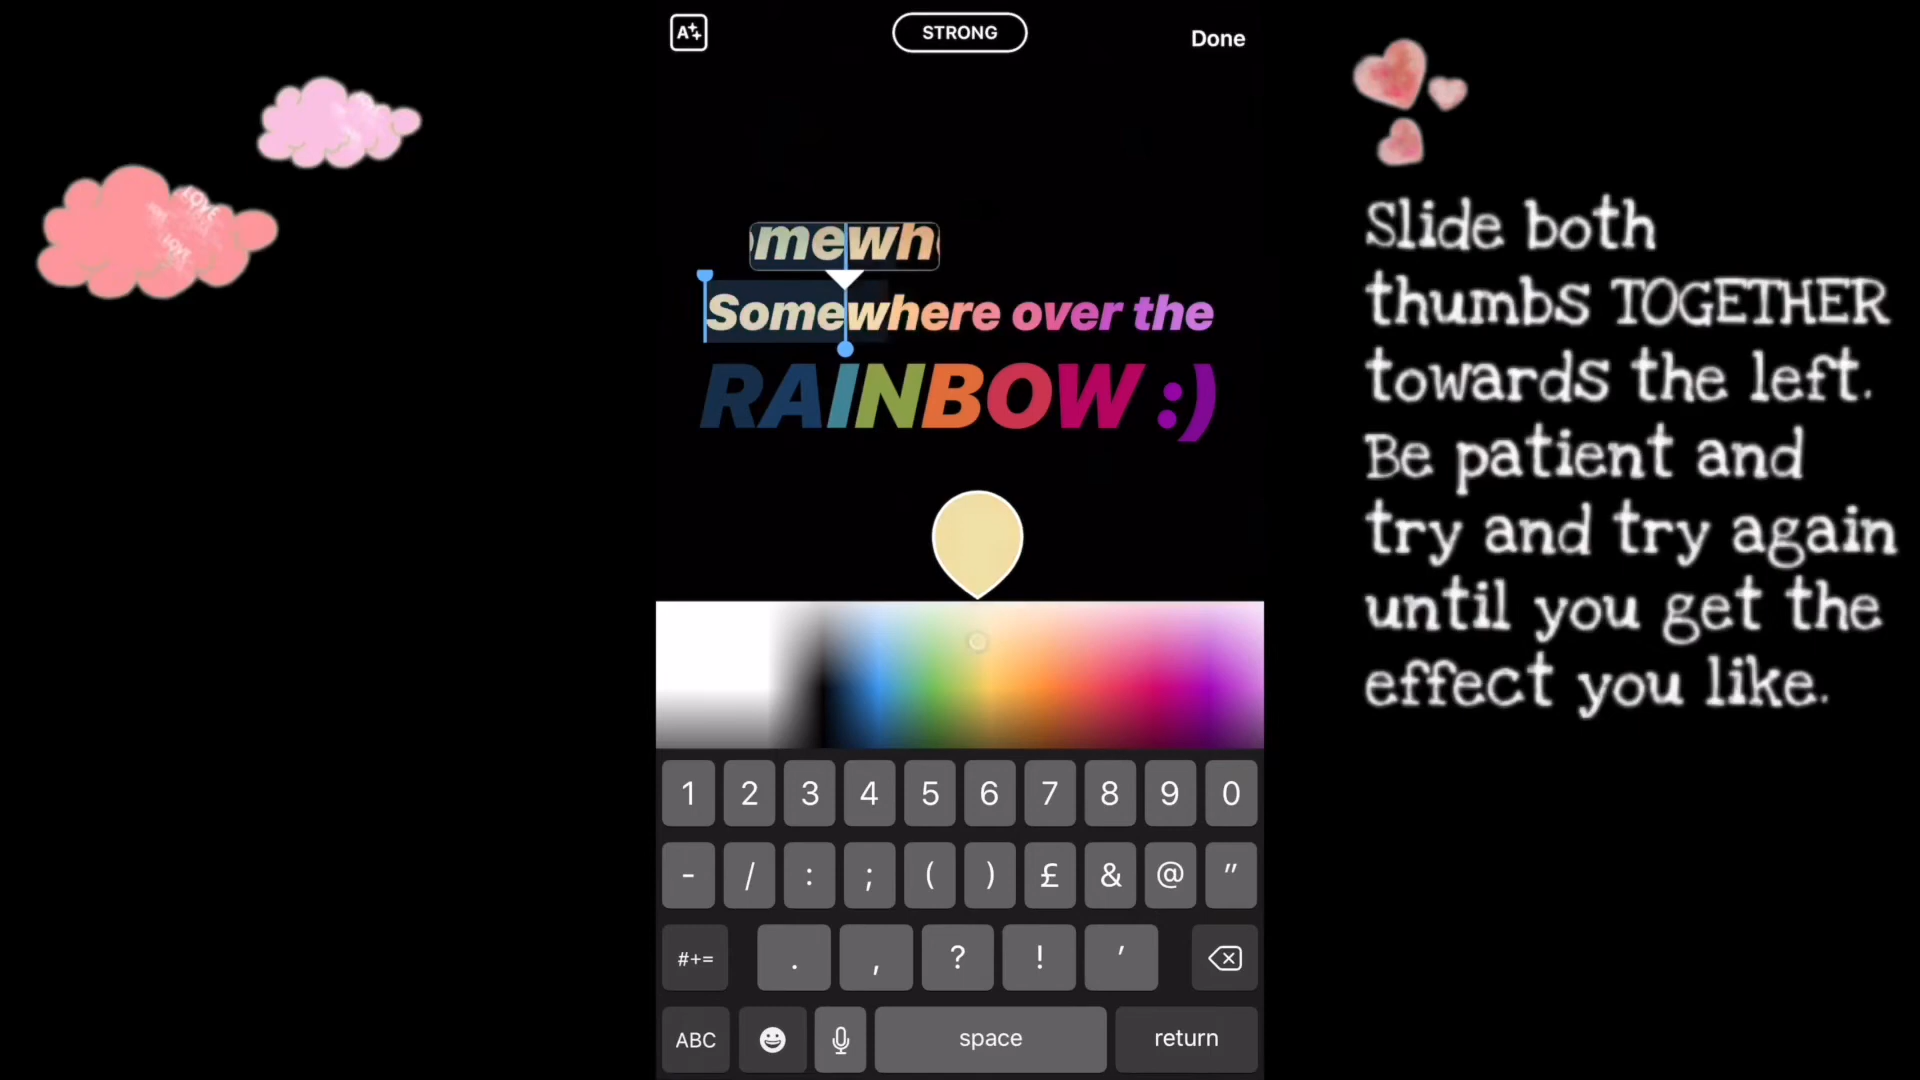 STRONG
Done
mewh
Somewhere over the
RAINBOW :)
LOVE
LOVE
Slide both
thumbs TOGETHER
towards the left.
Be patient and
try and try again
until you get the
effect you like.
1 2 3 4 5 6 7 8 9 0
- / : ; ( ) £ & @ "
#+= . , ? ! '
ABC space return